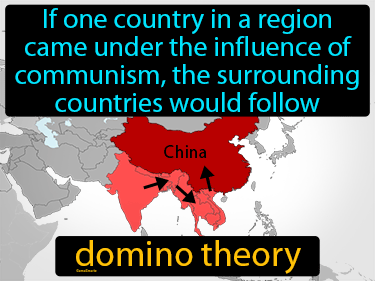 If one country in a region
came under the influence of
communism, the surrounding
countries would follow
China
domino theory
GameSmartz